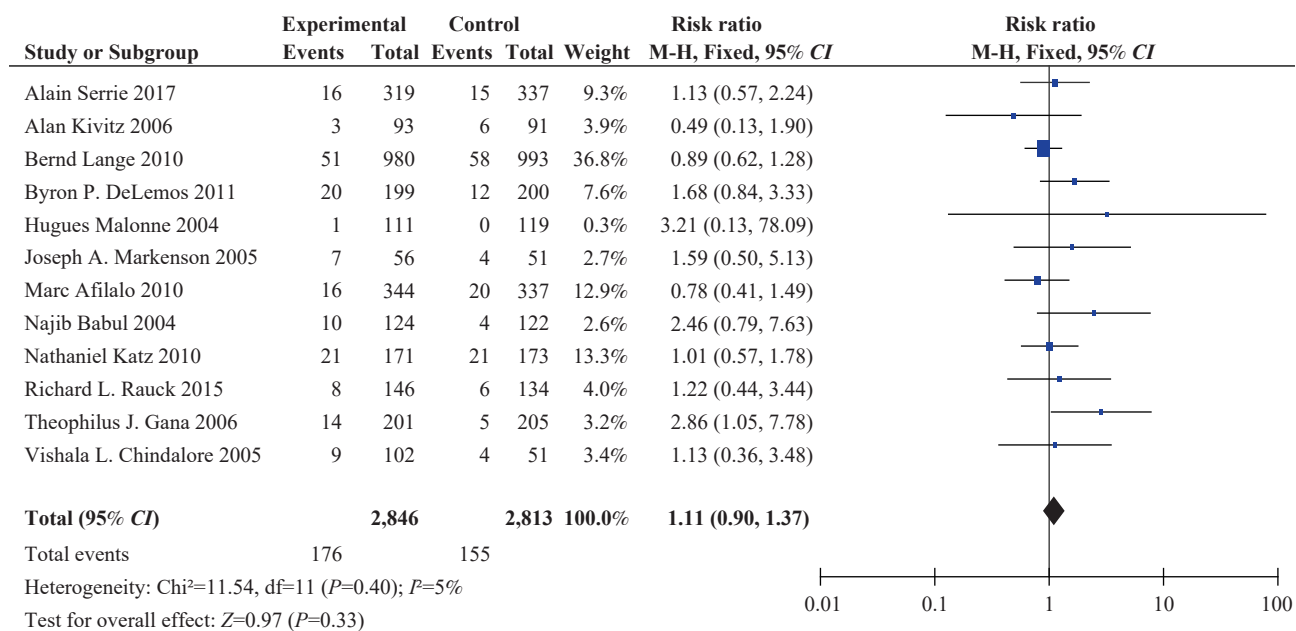 Experimental Control Risk ratio Risk ratio
Study or Subgroup Events Total Events Total Weight M-H, Fixed, 95% CI M-H, Fixed, 95% CI
Alain Serrie 2017 16 319 15 337 9.3% 1.13 (0.57, 2.24)
Alan Kivitz 2006 3 93 6 91 3.9% 0.49 (0.13, 1.90)
Bernd Lange 2010 51 980 58 993 36.8% 0.89 (0.62, 1.28)
Byron P. DeLemos 2011 20 199 12 200 7.6% 1.68 (0.84, 3.33)
Hugues Malonne 2004 1 111 0 119 0.3% 3.21 (0.13, 78.09)
Joseph A. Markenson 2005 7 56 4 51 2.7% 1.59 (0.50, 5.13)
Marc Afilalo 2010 16 344 20 337 12.9% 0.78 (0.41, 1.49)
Najib Babul 2004 10 124 4 122 2.6% 2.46 (0.79, 7.63)
Nathaniel Katz 2010 21 171 21 173 13.3% 1.01 (0.57, 1.78)
Richard L. Rauck 2015 8 146 6 134 4.0% 1.22 (0.44, 3.44)
Theophilus J. Gana 2006 14 201 5 205 3.2% 2.86 (1.05, 7.78)
Vishala L. Chindalore 2005 9 102 4 51 3.4% 1.13 (0.36, 3.48)
Total (95% CI) 2,846 2,813 100.0% 1.11 (0.90, 1.37)
Total events 176 155
Heterogeneity: Chi²=11.54, df=11 (P=0.40); I²=5%
Test for overall effect: Z=0.97 (P=0.33)
0.01 0.1 1 10 100